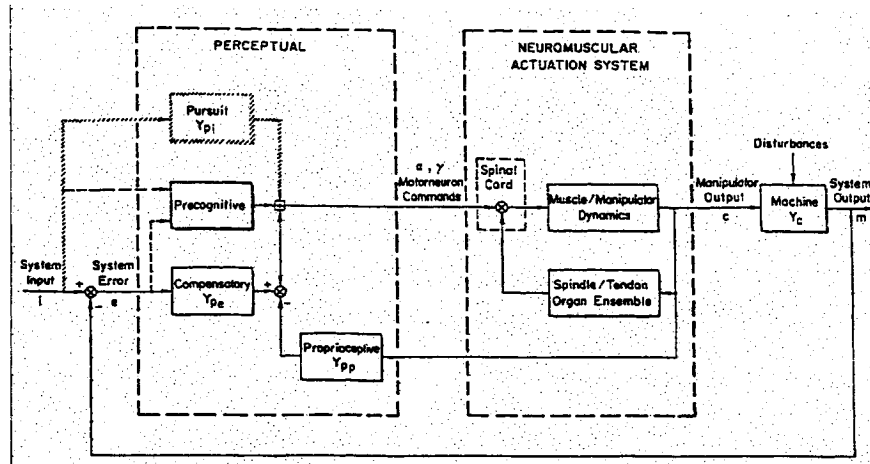 PERCEPTUAL
NEUROMUSCULAR
ACTUATION SYSTEM
Pursuit
Ypi
Disturbances
α, γ
Motorneuron
Commands
Spinal
Cord
Precognitive
Muscle/Manipulator
Dynamics
Manipulator
Output
c
Machine
Yc
System
Output
m
System
Input
i
+
-
System
Error
e
Compensatory
Ype
+
-
Spindle/Tendon
Organ Ensemble
Proprioceptive
Ypp